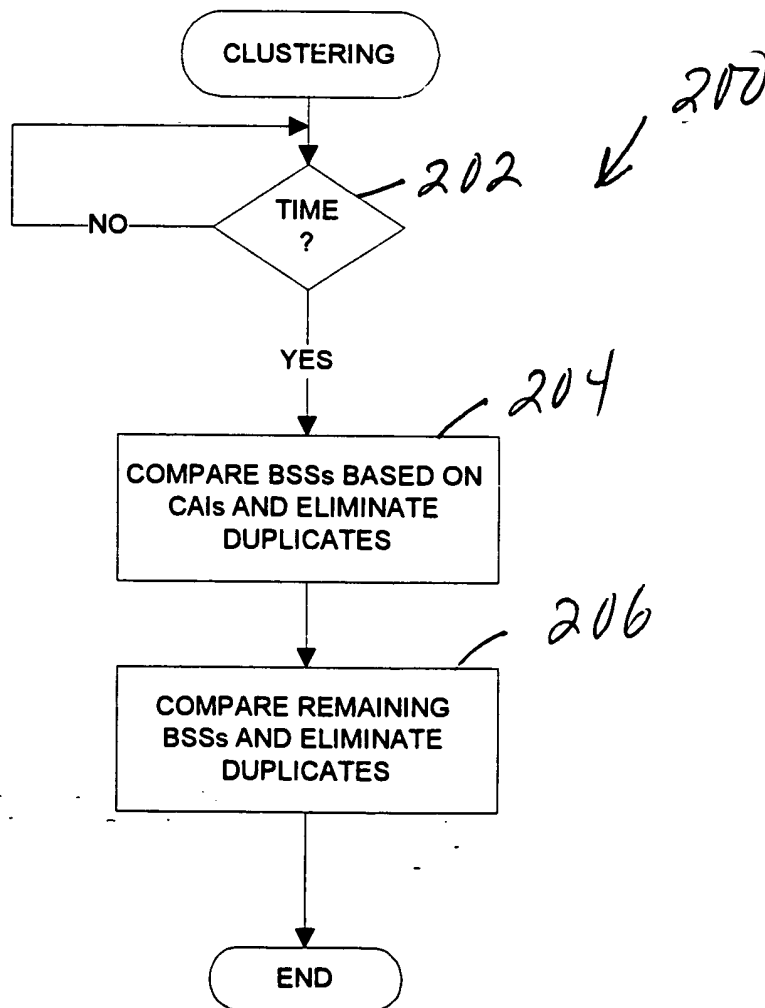 CLUSTERING
200
202
TIME
?
NO
YES
204
COMPARE BSSs BASED ON
CAIs AND ELIMINATE
DUPLICATES
206
COMPARE REMAINING
BSSs AND ELIMINATE
DUPLICATES
END